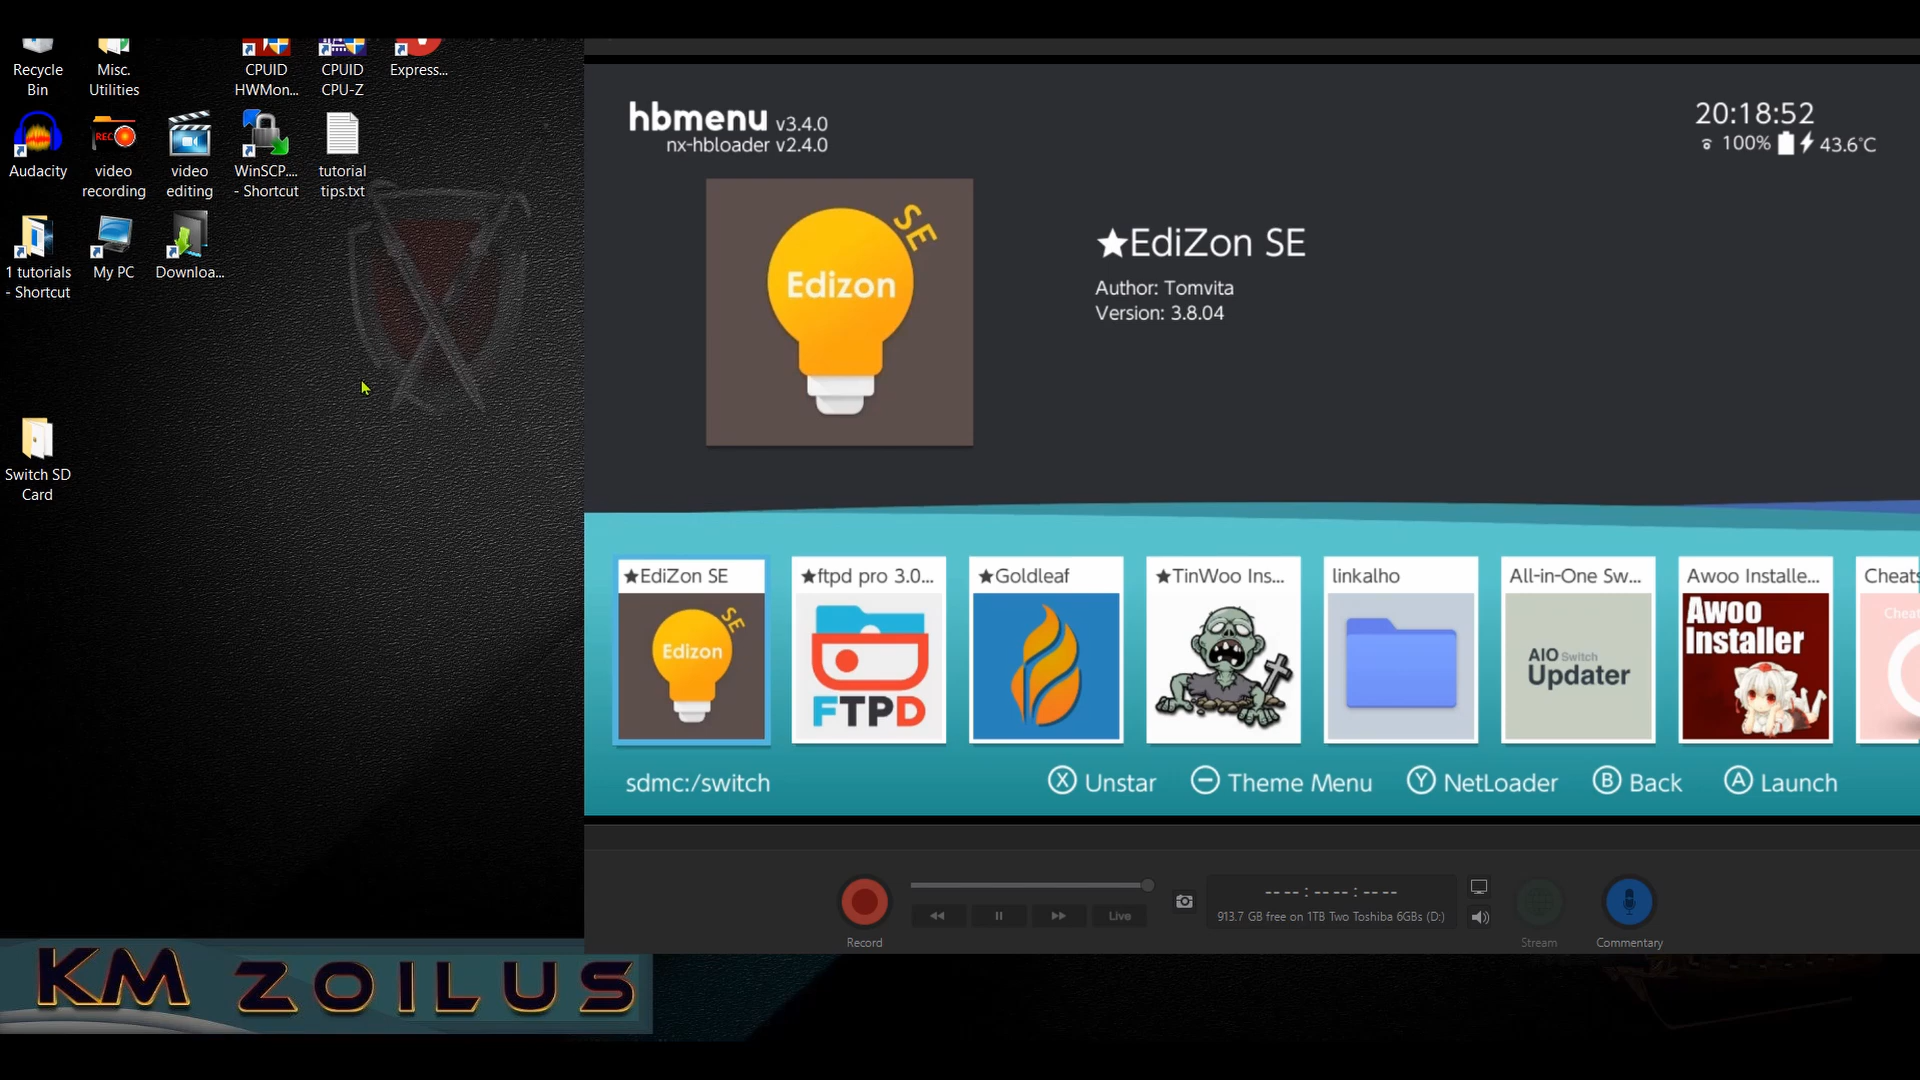 Recycle
Bin
Misc.
Utilities
CPUID
HWMon...
CPUID
CPU-Z
Express...
Audacity
REC
video
recording
video
editing
WinSCP....
- Shortcut
tutorial
tips.txt
1 tutorials
- Shortcut
My PC
Downloa...
Switch SD
Card
KM ZOILUS
hbmenu v3.4.0
nx-hbloader v2.4.0
20:18:52
100% 43.6°C
Edizon SE
★EdiZon SE
Author: Tomvita
Version: 3.8.04
★EdiZon SE
Edizon SE
★ftpd pro 3.0...
FTPD
★Goldleaf
★TinWoo Ins...
linkalho
All-in-One Sw...
AIO Switch
Updater
Awoo Installe...
Awoo
Installer
Cheats
Cheat
sdmc:/switch
X Unstar
Theme Menu
Y NetLoader
B Back
A Launch
Record
Live
-- -- : -- -- : -- --
913.7 GB free on 1TB Two Toshiba 6GBs (D:)
Stream
Commentary